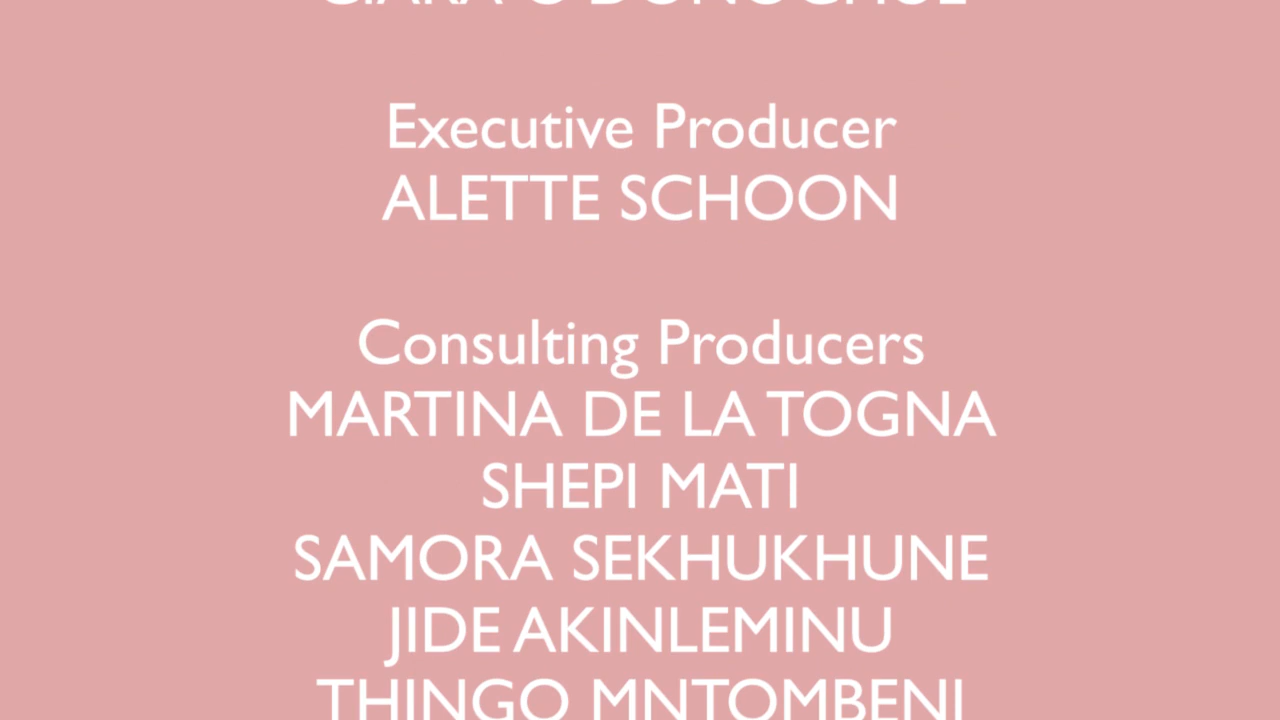 Executive Producer
ALETTE SCHOON
Consulting Producers
MARTINA DE LA TOGNA
SHEPI MATI
SAMORA SEKHUKHUNE
JIDE AKINLEMINU
THINGO MNTOMBENI